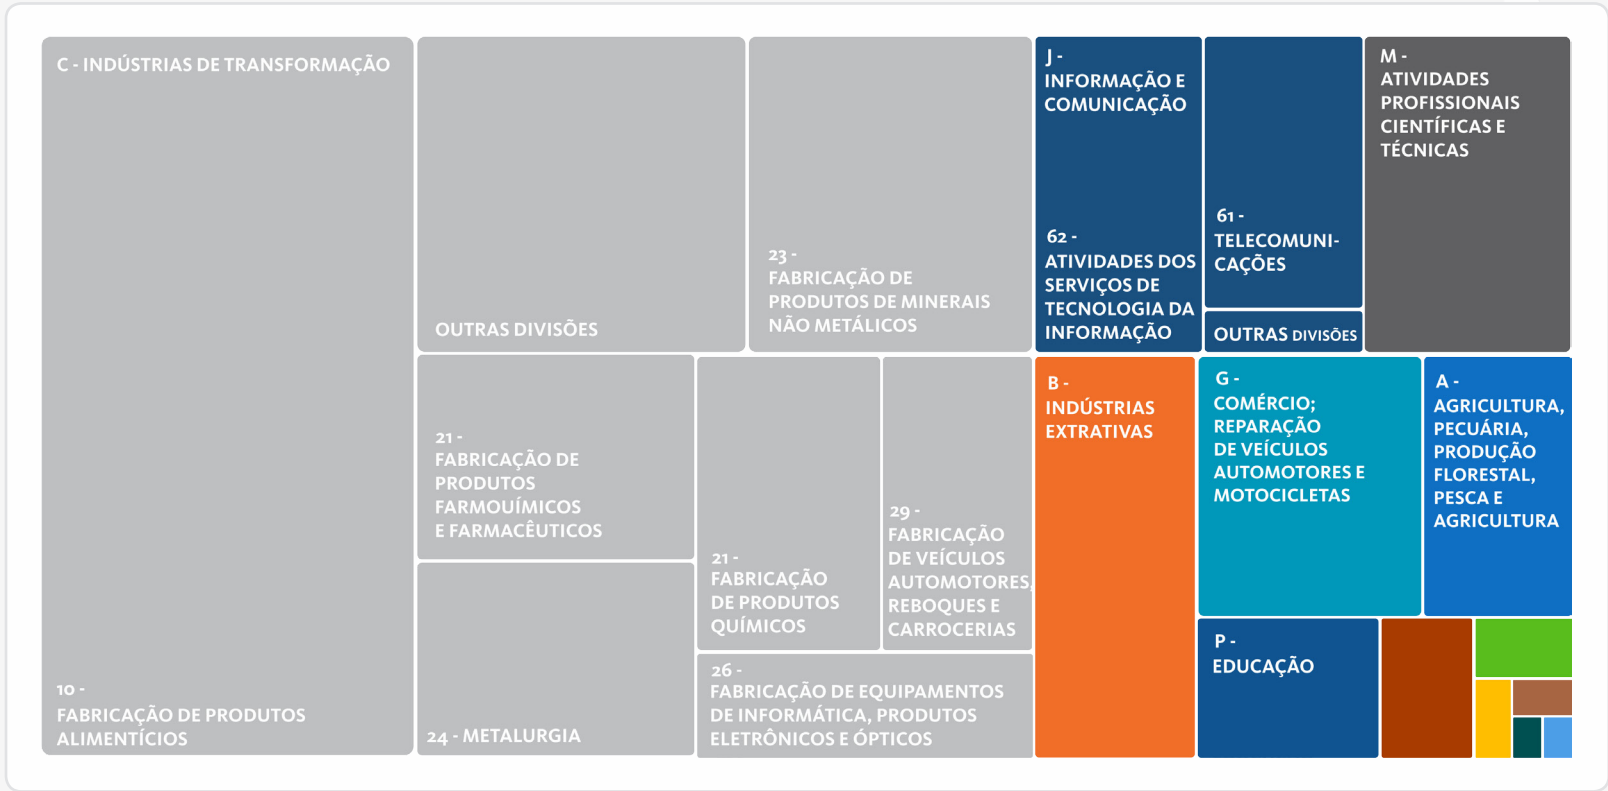 C - INDÚSTRIAS DE TRANSFORMAÇÃO
10 -
FABRICAÇÃO DE PRODUTOS
ALIMENTÍCIOS
OUTRAS DIVISÕES
23 -
FABRICAÇÃO DE
PRODUTOS DE MINERAIS
NÃO METÁLICOS
21 -
FABRICAÇÃO DE
PRODUTOS
FARMOUÍMICOS
E FARMACÊUTICOS
24 - METALURGIA
21 -
FABRICAÇÃO
DE PRODUTOS
QUÍMICOS
29 -
FABRICAÇÃO
DE VEÍCULOS
AUTOMOTORES,
REBOQUES E
CARROCERIAS
26 -
FABRICAÇÃO DE EQUIPAMENTOS
DE INFORMÁTICA, PRODUTOS
ELETRÔNICOS E ÓPTICOS
J -
INFORMAÇÃO E
COMUNICAÇÃO
62 -
ATIVIDADES DOS
SERVIÇOS DE
TECNOLOGIA DA
INFORMAÇÃO
61 -
TELECOMUNI-
CAÇÕES
OUTRAS DIVISÕES
M -
ATIVIDADES
PROFISSIONAIS
CIENTÍFICAS E
TÉCNICAS
B -
INDÚSTRIAS
EXTRATIVAS
G -
COMÉRCIO;
REPARAÇÃO
DE VEÍCULOS
AUTOMOTORES E
MOTOCICLETAS
A -
AGRICULTURA,
PECUÁRIA,
PRODUÇÃO
FLORESTAL,
PESCA E
AGRICULTURA
P -
EDUCAÇÃO